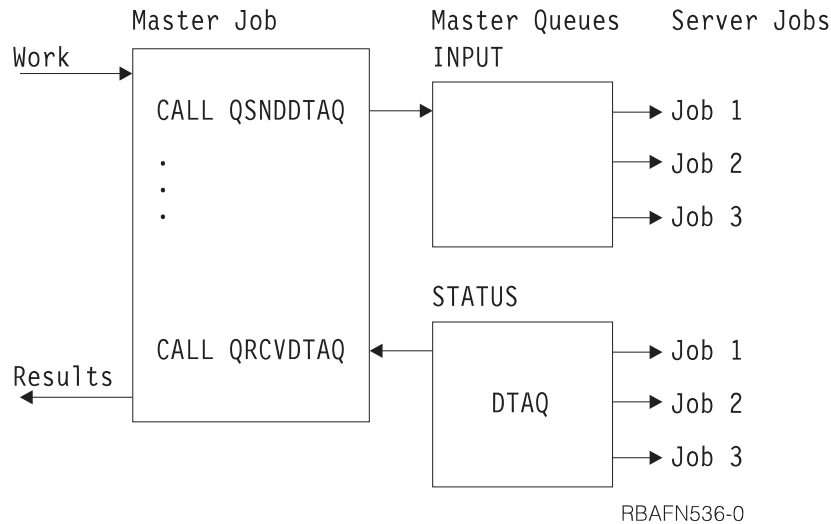 Master Job
Master Queues
Server Jobs
Work
INPUT
CALL QSNDDTAQ
Job 1
Job 2
Job 3
.
.
.
STATUS
CALL QRCVDTAQ
Results
DTAQ
Job 1
Job 2
Job 3
RBAFN536-0